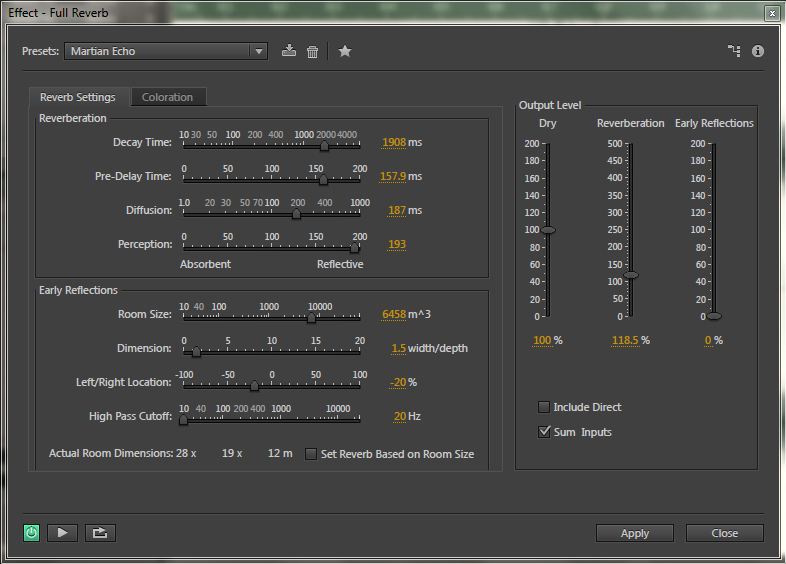 Effect - Full Reverb
Presets: Martian Echo
Reverb Settings Coloration
Reverberation
10 30 50 100 200 400 1000 2000 4000
Decay Time: 1908 ms
0 50 100 150 200
Pre-Delay Time: 157.9 ms
1.0 20 30 50 70 100 200 400 1000
Diffusion: 187 ms
0 50 100 150 200
Perception: 193
Absorbent Reflective
Early Reflections
10 40 100 1000 10000
Room Size: 6458 m^3
0 5 10 15 20
Dimension: 1.5 width/depth
-100 -50 0 50 100
Left/Right Location: -20 %
10 40 100 200 400 1000 10000
High Pass Cutoff: 20 Hz
Actual Room Dimensions: 28 x 19 x 12 m Set Reverb Based on Room Size
Output Level
Dry Reverberation Early Reflections
200 500 200
180 450 180
160 400 160
140 350 140
120 300 120
100 250 100
80 200 80
60 150 60
40 100 40
20 50 20
0 0 0
100 % 118.5 % 0 %
Include Direct
Sum Inputs
Apply Close